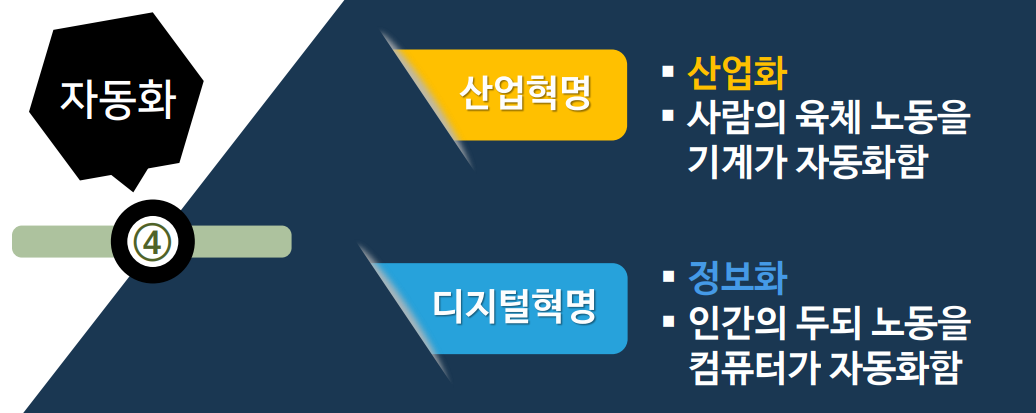 자동화
④
산업혁명
▪ 산업화
▪ 사람의 육체 노동을
기계가 자동화함
디지털혁명
▪ 정보화
▪ 인간의 두뇌 노동을
컴퓨터가 자동화함